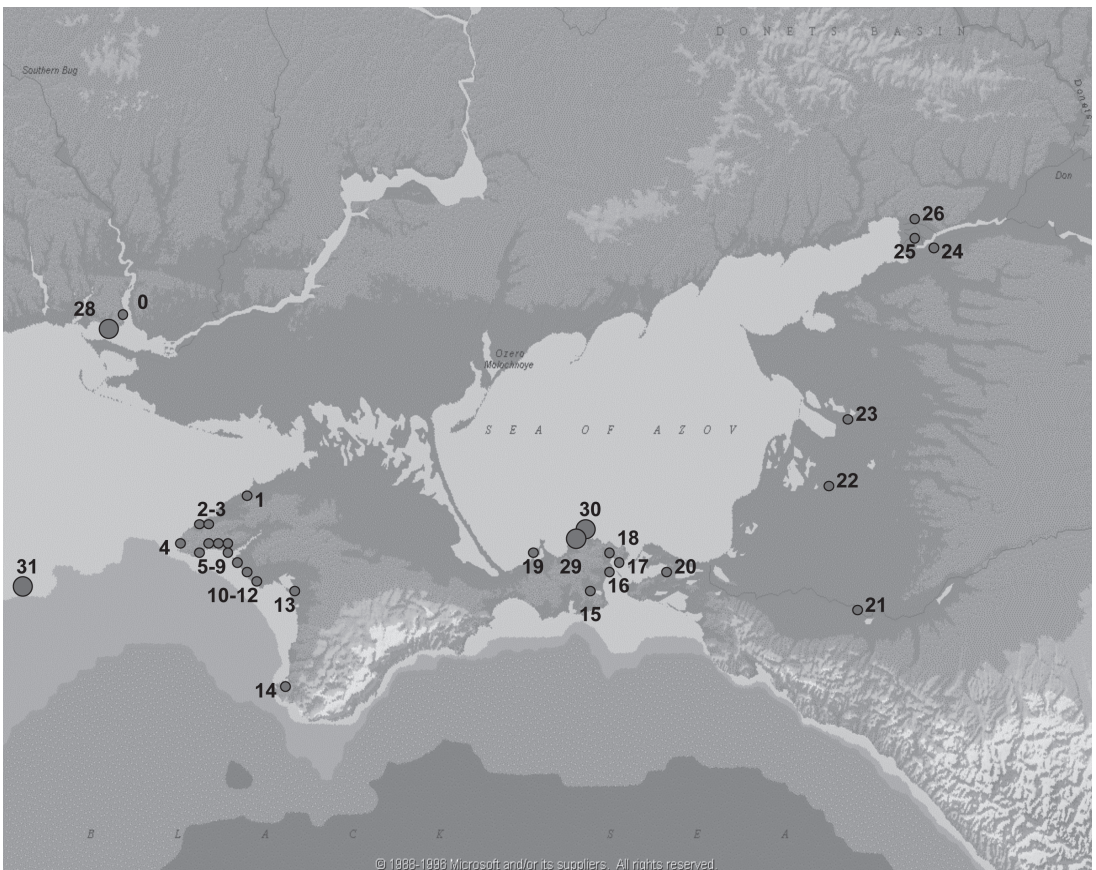 DONETS BASIN
Southern Bug
Donets
Don
26
25
24
28
0
Ozero
Molochnoye
23
SEA OF AZOV
22
1
2-3
30
4
18
19
29
17
20
5-9
31
16
10-12
13
15
21
14
BLACK SEA
© 1988-1996 Microsoft and/or its suppliers. All rights reserved.